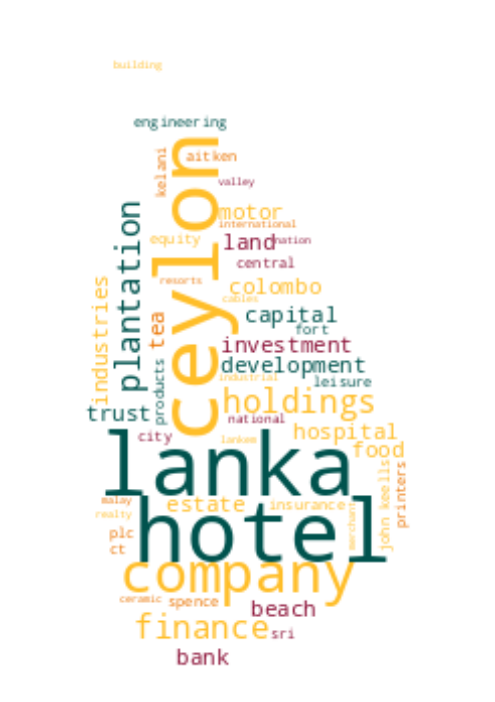 building
engineering
kelani
aitken
valley
plantation
ceylon
motor
international
equity
land
nation
central
resorts
colombo
cables
industries
tea
capital
fort
investment
development
products
industrial
leisure
holdings
trust
national
city
lankem
hospital
food
lanka
john keells
printers
malay
estate
insurance
merchant
realty
hotel
plc
ct
company
ceramic
spence
beach
finance
sri
bank